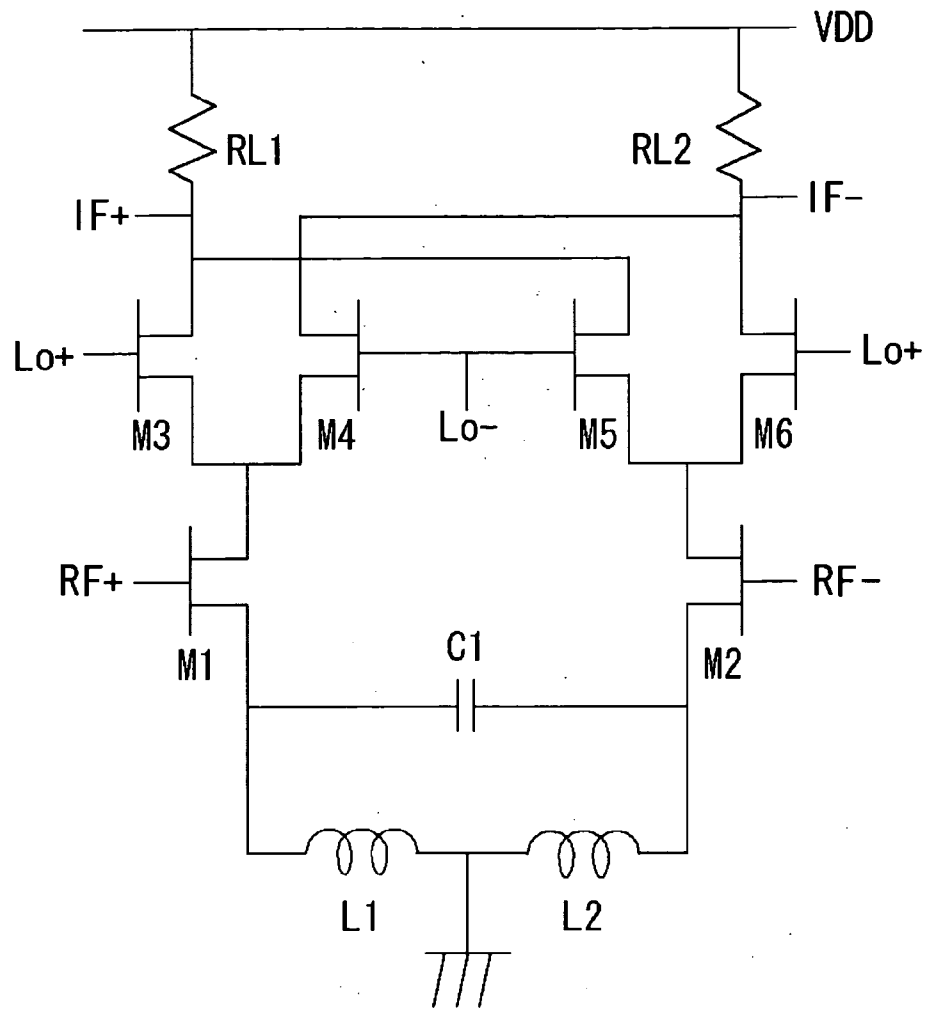 VDD
RL1
RL2
IF+
IF-
Lo+
Lo+
M3
M4
Lo-
M5
M6
RF+
RF-
M1
C1
M2
L1
L2